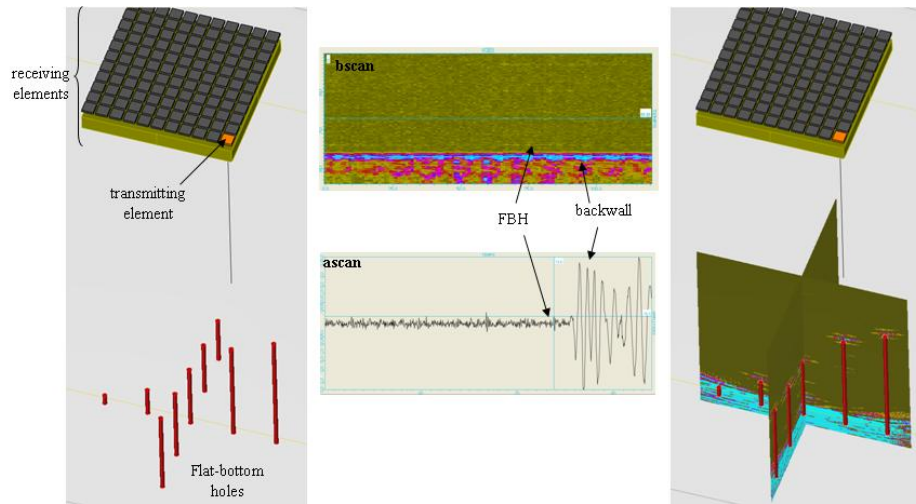 receiving
elements
transmitting
element
Flat-bottom
holes
bscan
FBH
backwall
ascan